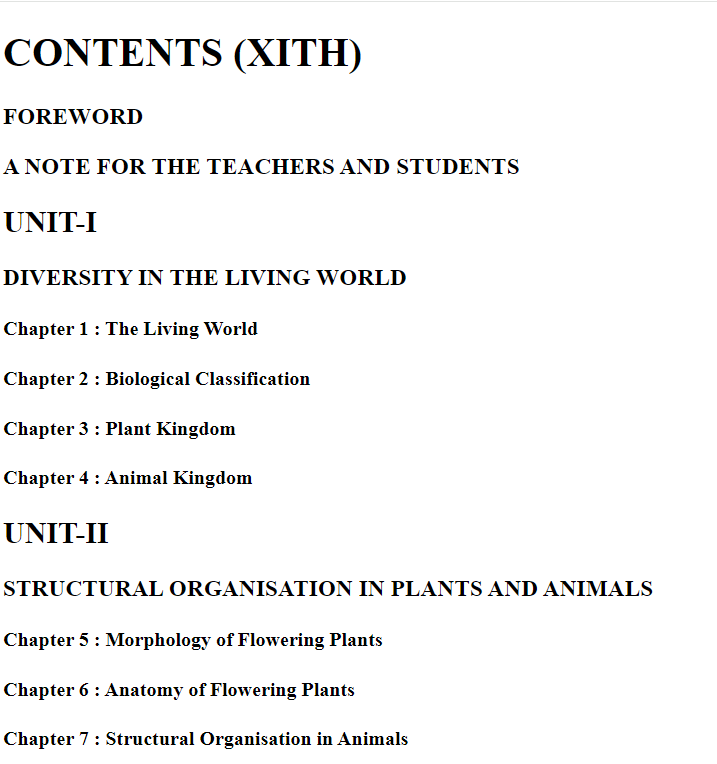 CONTENTS (XITH)
FOREWORD
A NOTE FOR THE TEACHERS AND STUDENTS
UNIT-I
DIVERSITY IN THE LIVING WORLD
Chapter 1 : The Living World
Chapter 2 : Biological Classification
Chapter 3 : Plant Kingdom
Chapter 4 : Animal Kingdom
UNIT-II
STRUCTURAL ORGANISATION IN PLANTS AND ANIMALS
Chapter 5 : Morphology of Flowering Plants
Chapter 6 : Anatomy of Flowering Plants
Chapter 7 : Structural Organisation in Animals